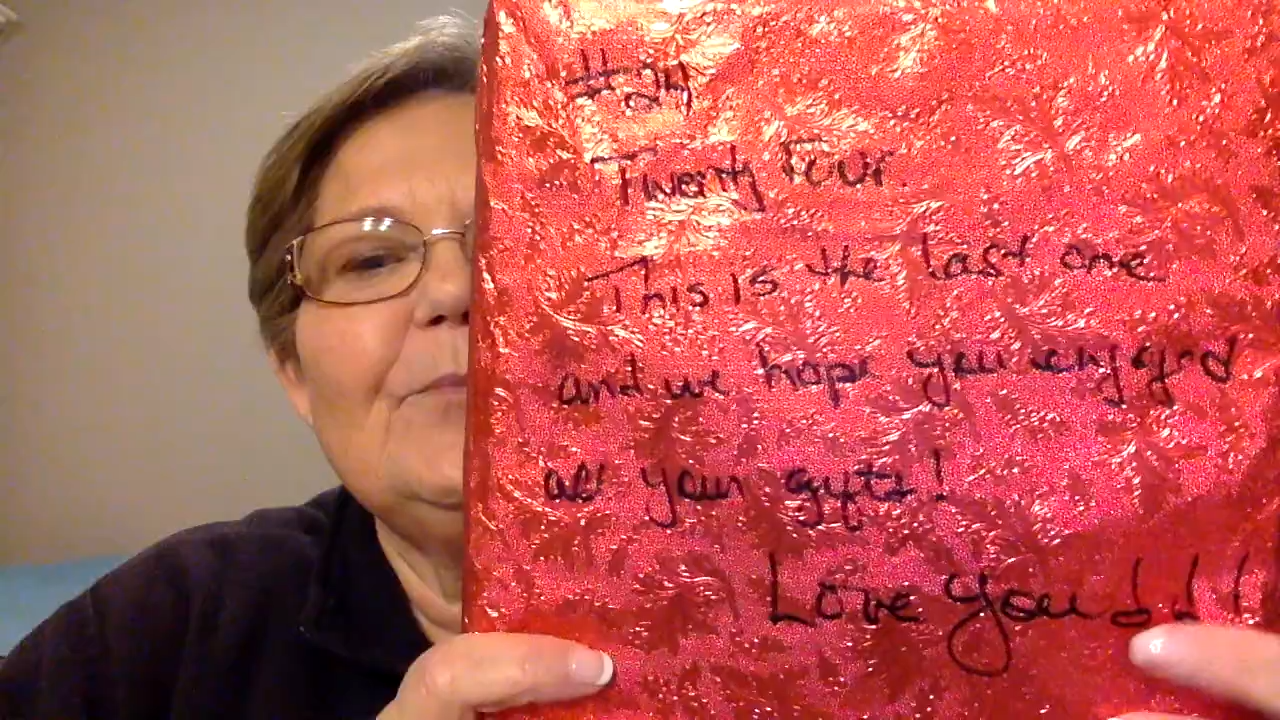 #24
Twenty Four.
This is the last one
and we hope you enjoyed
all your gifts!
Love you!!!